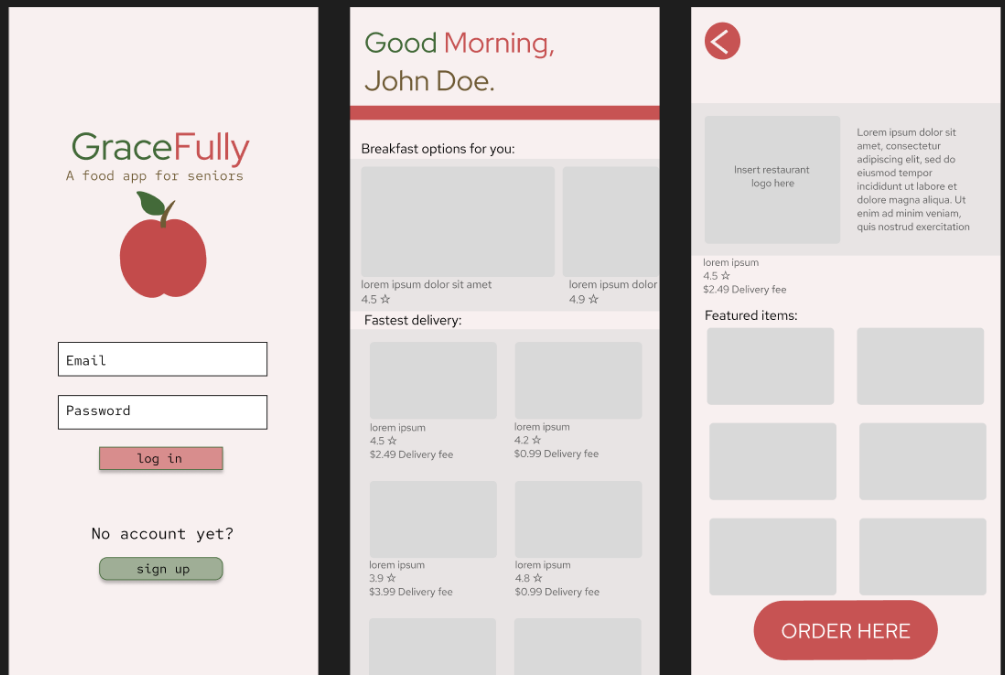 GraceFully
A food app for seniors
Email
Password
log in
No account yet?
sign up
Good Morning,
John Doe.
Breakfast options for you:
lorem ipsum dolor sit amet
4.5 ☆
lorem ipsum dolor
4.9 ☆
Fastest delivery:
lorem ipsum
4.5 ☆
$2.49 Delivery fee
lorem ipsum
4.2 ☆
$0.99 Delivery fee
lorem ipsum
3.9 ☆
$3.99 Delivery fee
lorem ipsum
4.8 ☆
$0.99 Delivery fee
Insert restaurant
logo here
Lorem ipsum dolor sit
amet, consectetur
adipiscing elit, sed do
eiusmod tempor
incididunt ut labore et
dolore magna aliqua. Ut
enim ad minim veniam,
quis nostrud exercitation
lorem ipsum
4.5 ☆
$2.49 Delivery fee
Featured items:
ORDER HERE